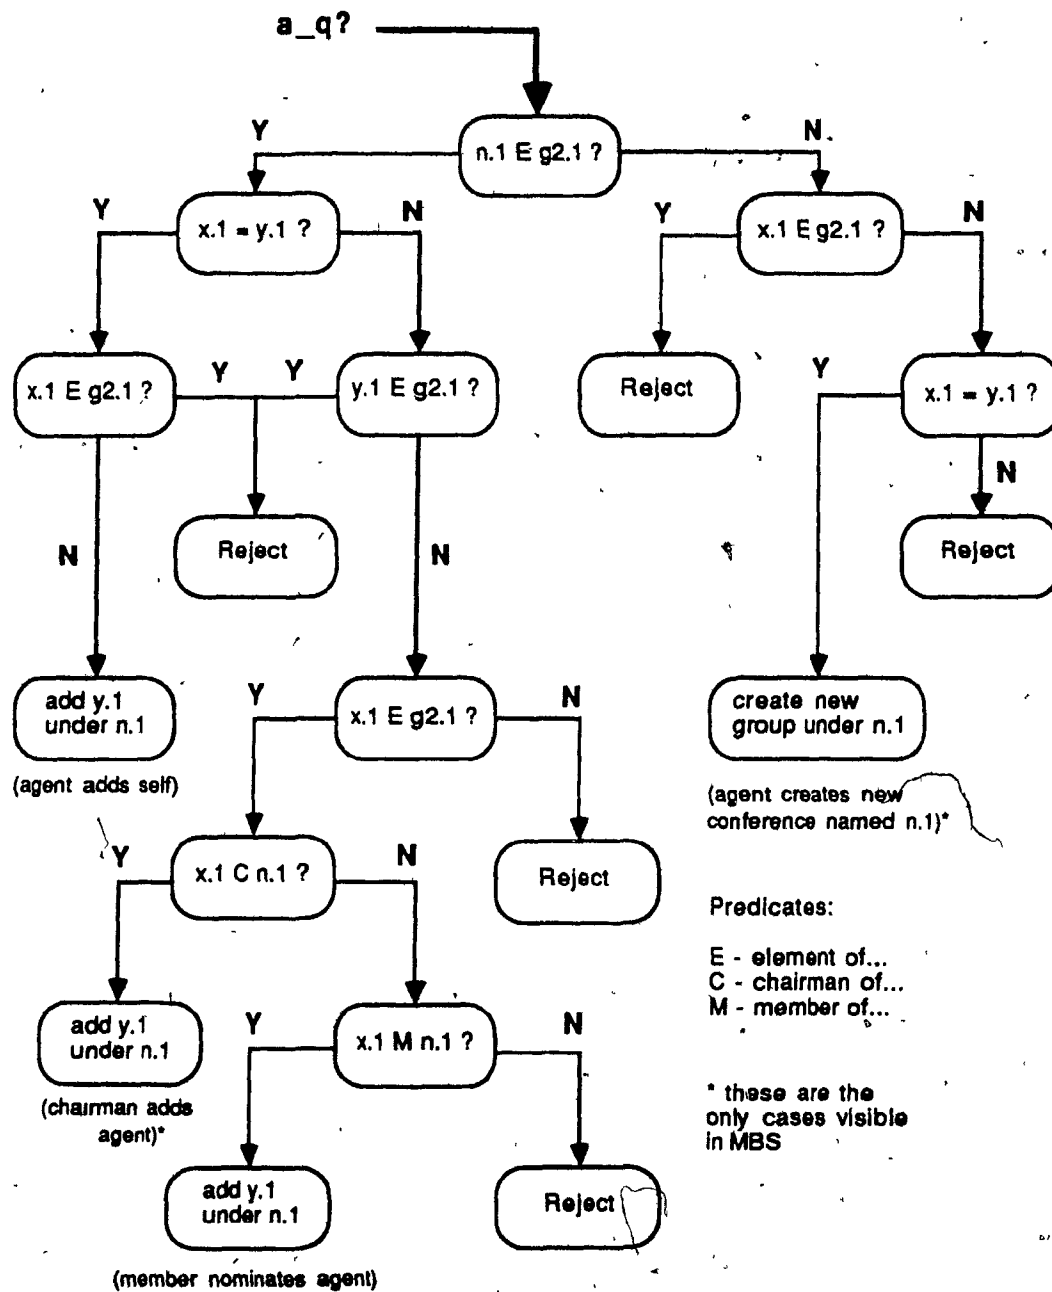 a_q?
n.1 E g2.1 ?
Y
N
x.1 = y.1 ?
x.1 E g2.1 ?
Y
N
Y
N
x.1 E g2.1 ?
Y
Y
y.1 E g2.1 ?
Reject
Y
x.1 = y.1 ?
N
Reject
N
N
Reject
add y.1
under n.1
(agent adds self)
Y
x.1 E g2.1 ?
N
create new
group under n.1
(agent creates new
conference named n.1)*
Y
x.1 C n.1 ?
N
Reject
Predicates:
E - element of...
C - chairman of...
M - member of...
add y.1
under n.1
(chairman adds
agent)*
Y
x.1 M n.1 ?
N
* these are the
only cases visible
in MBS
add y.1
under n.1
(member nominates agent)
Reject